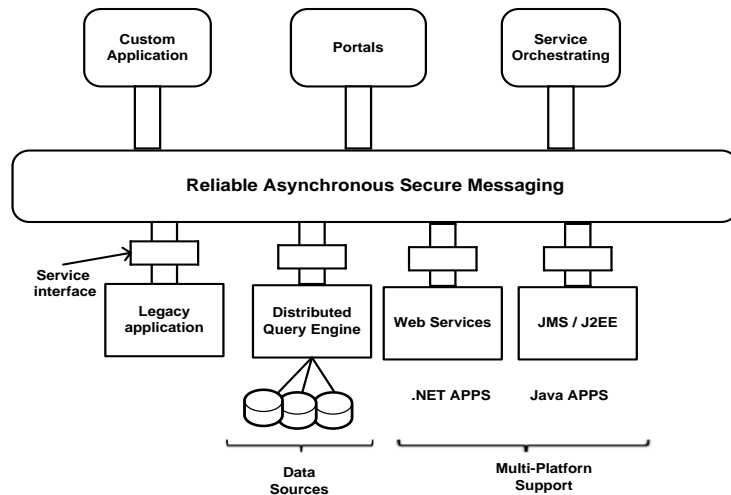 Custom
Application
Portals
Service
Orchestrating
Reliable Asynchronous Secure Messaging
Service
interface
Legacy
application
Distributed
Query Engine
Web Services
JMS / J2EE
.NET APPS
Java APPS
Data
Sources
Multi-Platforn
Support